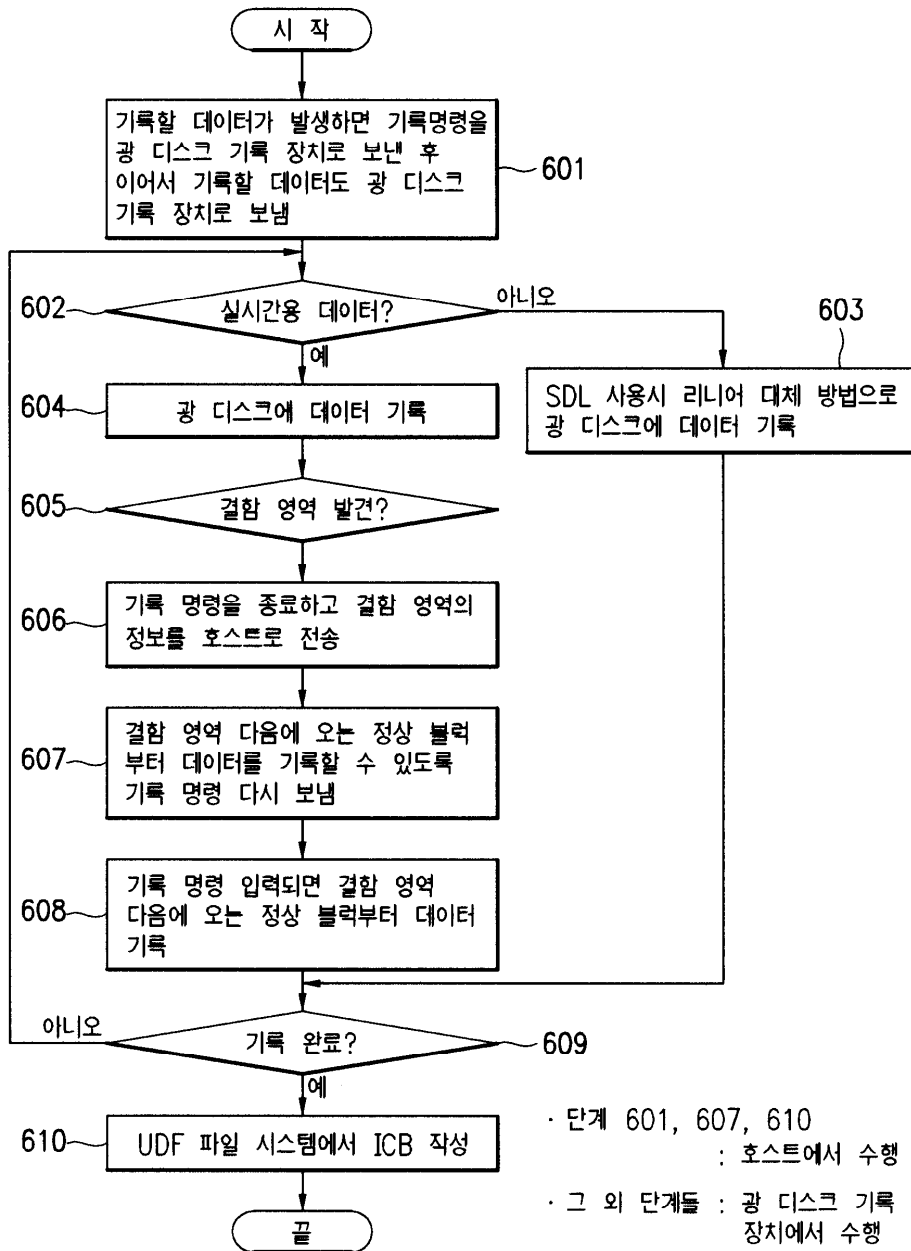 시 작
기록할 데이터가 발생하면 기록명령을
광 디스크 기록 장치로 보낸 후
이어서 기록할 데이터도 광 디스크
기록 장치로 보냄
601
602
실시간용 데이터?
아니오
예
603
SDL 사용시 리니어 대체 방법으로
광 디스크에 데이터 기록
604
광 디스크에 데이터 기록
605
결함 영역 발견?
606
기록 명령을 종료하고 결함 영역의
정보를 호스트로 전송
607
결함 영역 다음에 오는 정상 블럭
부터 데이터를 기록할 수 있도록
기록 명령 다시 보냄
608
기록 명령 입력되면 결함 영역
다음에 오는 정상 블럭부터 데이터
기록
아니오
기록 완료?
609
예
610
UDF 파일 시스템에서 ICB 작성
끝
· 단계 601, 607, 610
: 호스트에서 수행
· 그 외 단계들 : 광 디스크 기록
장치에서 수행